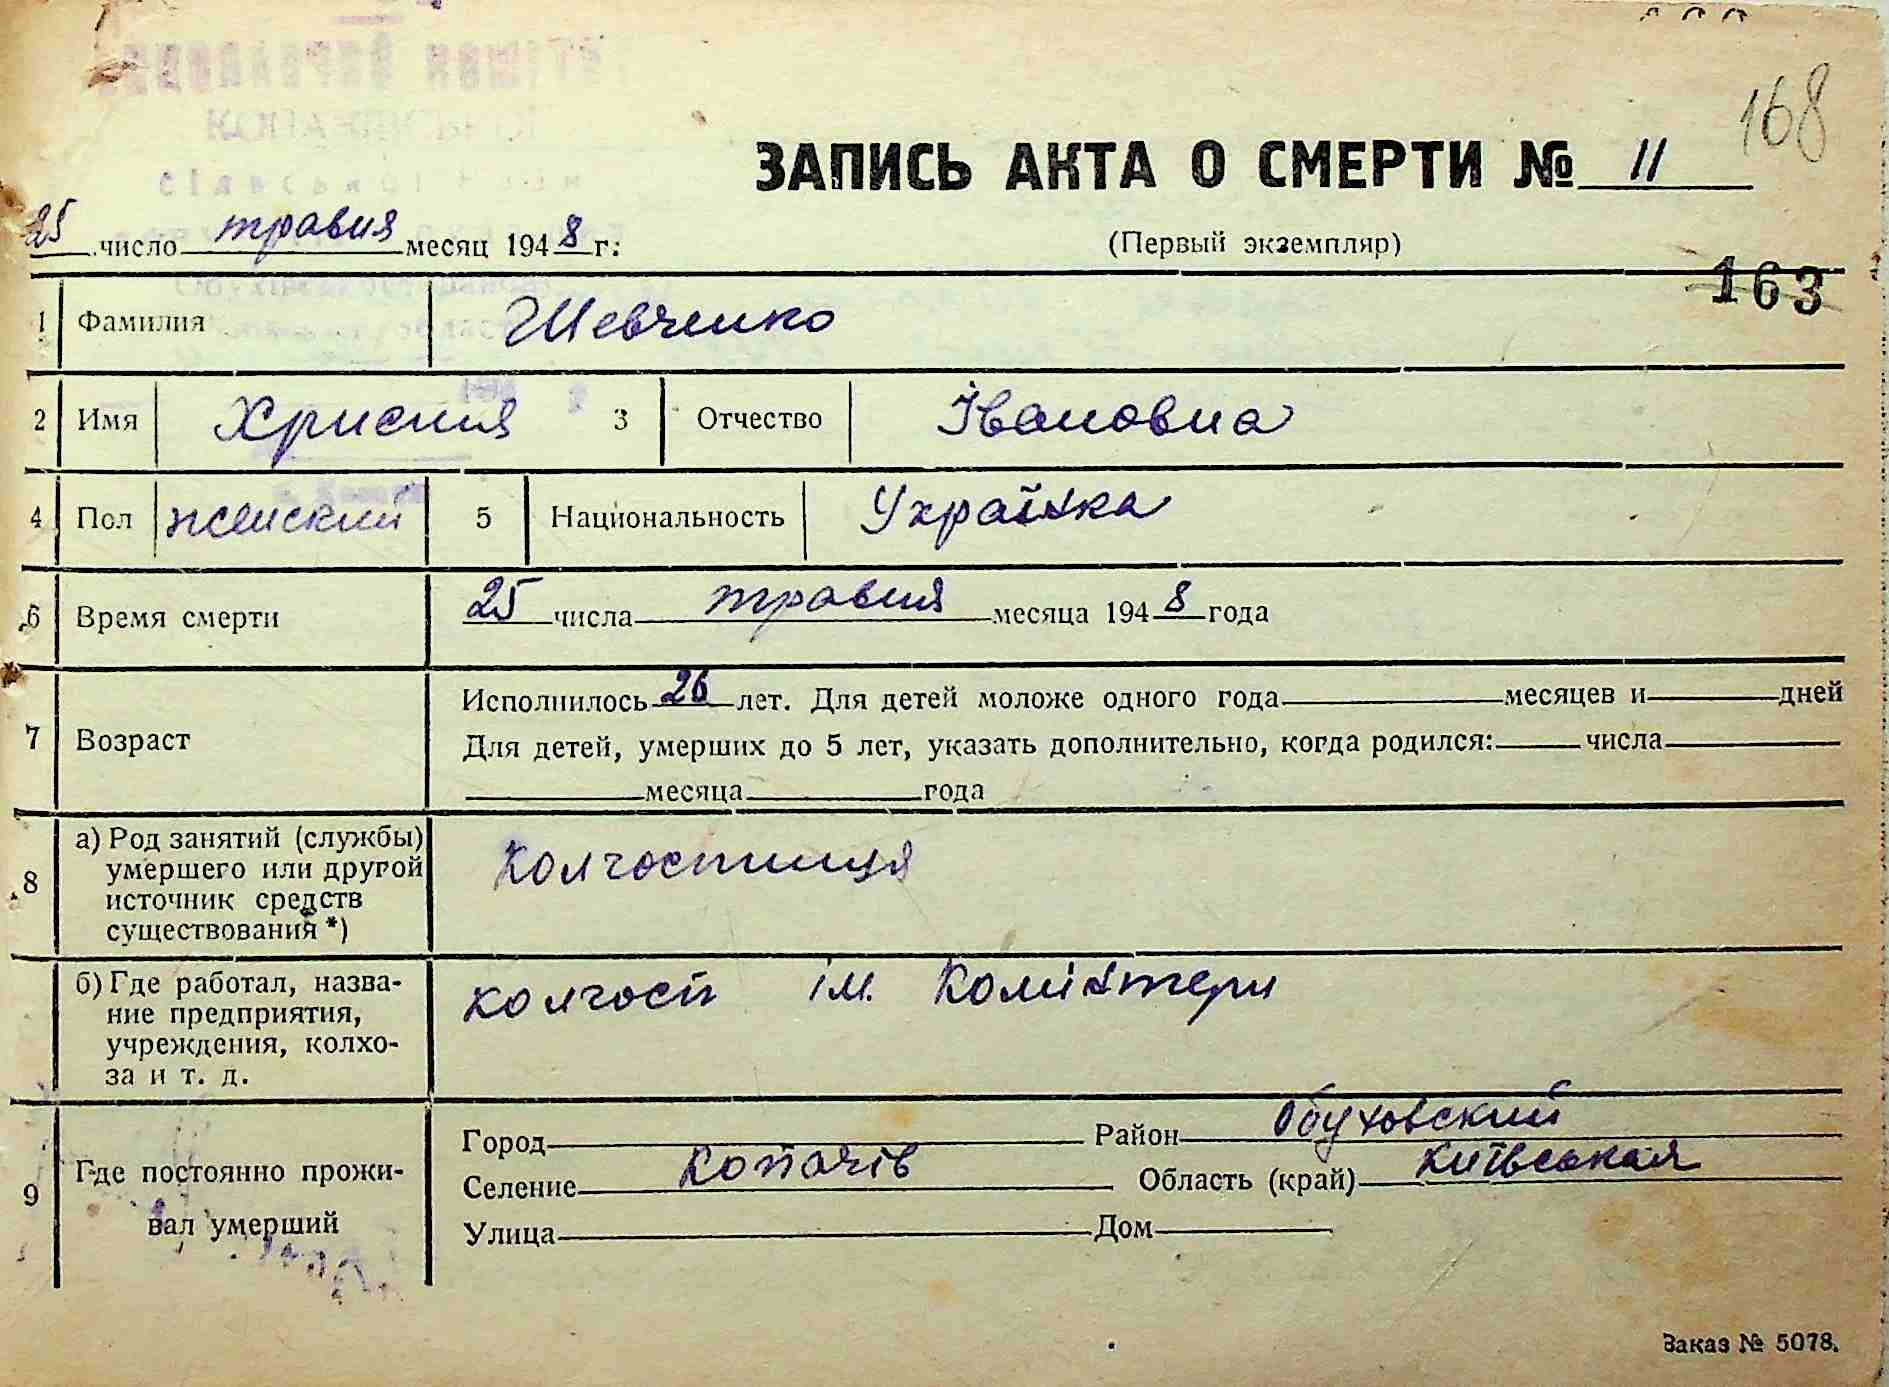 168
ЗАПИСЬ АКТА О СМЕРТИ № 11
25 число травня месяц 1948 г.
(Первый экземпляр)
163
1 Фамилия Шевченко
2 Имя Христия 3 Отчество Івановна
4 Пол женский 5 Национальность Українка
6 Время смерти 25 числа травня месяца 1948 года
7 Возраст
Исполнилось 26 лет. Для детей моложе одного года месяцев и дней
Для детей, умерших до 5 лет, указать дополнительно, когда родился: числа
месяца года
8 а) Род занятий (службы)
умершего или другой
источник средств
существования *)
колгоспниця
б) Где работал, назва-
ние предприятия,
учреждения, колхо-
за и т. д.
колгосп ім. Комінтерн
9 Где постоянно прожи-
вал умерший
Город Район Обуховский
Селение Копачів Область (край) Київськая
Улица Дом
Заказ № 5078.